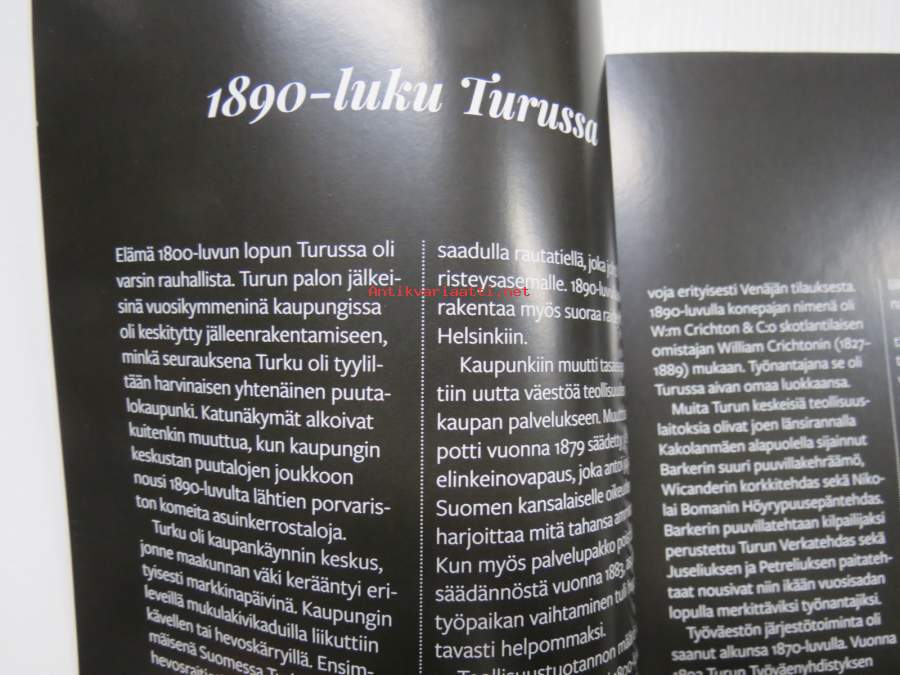 1890-luku Turussa
Elämä 1800-luvun lopun Turussa oli
varsin rauhallista. Turun palon jälkei-
sinä vuosikymmeninä kaupungissa
oli keskitytty jälleenrakentamiseen,
minkä seurauksena Turku oli tyylil-
tään harvinaisen yhtenäinen puuta-
lokaupunki. Katunäkymät alkoivat
kuitenkin muuttua, kun kaupungin
keskustan puutalojen joukkoon
nousi 1890-luvulta lähtien porvaris-
ton komeita asuinkerrostaloja.
Turku oli kaupankäynnin keskus,
jonne maakunnan väki kerääntyi eri-
tyisesti markkinapäivinä. Kaupungin
leveillä mukulakivikaduilla liikuttiin
kävellen tai hevoskärryillä. Ensim-
mäisenä Suomessa
saadulla rautatiellä, joka
risteysasemalle. 1890-luvulla
rakentaa myös suoraa
Helsinkiin.
Kaupunkiin muutti
tiin uutta väestöä
kaupan palvelukseen.
potti vuonna 1879 säädetty
elinkeinovapaus, joka antoi
Suomen kansalaiselle
harjoittaa mitä tahansa
Kun myös palvelupakko
säädännöstä vuonna 1883,
työpaikan vaihtaminen tuli
tavasti helpommaksi.
Teollisuustuotannon
voja erityisesti Venäjän tilauksesta.
1890-luvulla konepajan nimenä oli
W:m Crichton & C:o skotlantilaisen
omistajan William Crichtonin (1827-
1889) mukaan. Työnantajana se oli
Turussa aivan omaa luokkaansa.
Muita Turun keskeisiä teollisuus-
laitoksia olivat joen länsirannalla
Kakolanmäen alapuolella sijainnut
Barkerin suuri puuvillakehräämö,
Wicanderin korkkitehdas sekä Niko-
lai Bomanin Höyrypuusepäntehdas.
Barkerin puuvillatehtaan kilpailijaksi
perustettu Turun Verkatehdas sekä
Juseliuksen ja Petreliuksen paitateh-
taat nousivat niin ikään vuosisadan
lopulla merkittäviksi työnantajiksi.
Työväestön järjestötoiminta oli
saanut alkunsa 1870-luvulla. Vuonna
Turun Työväenyhdistyksen
Antikvariaatti.net